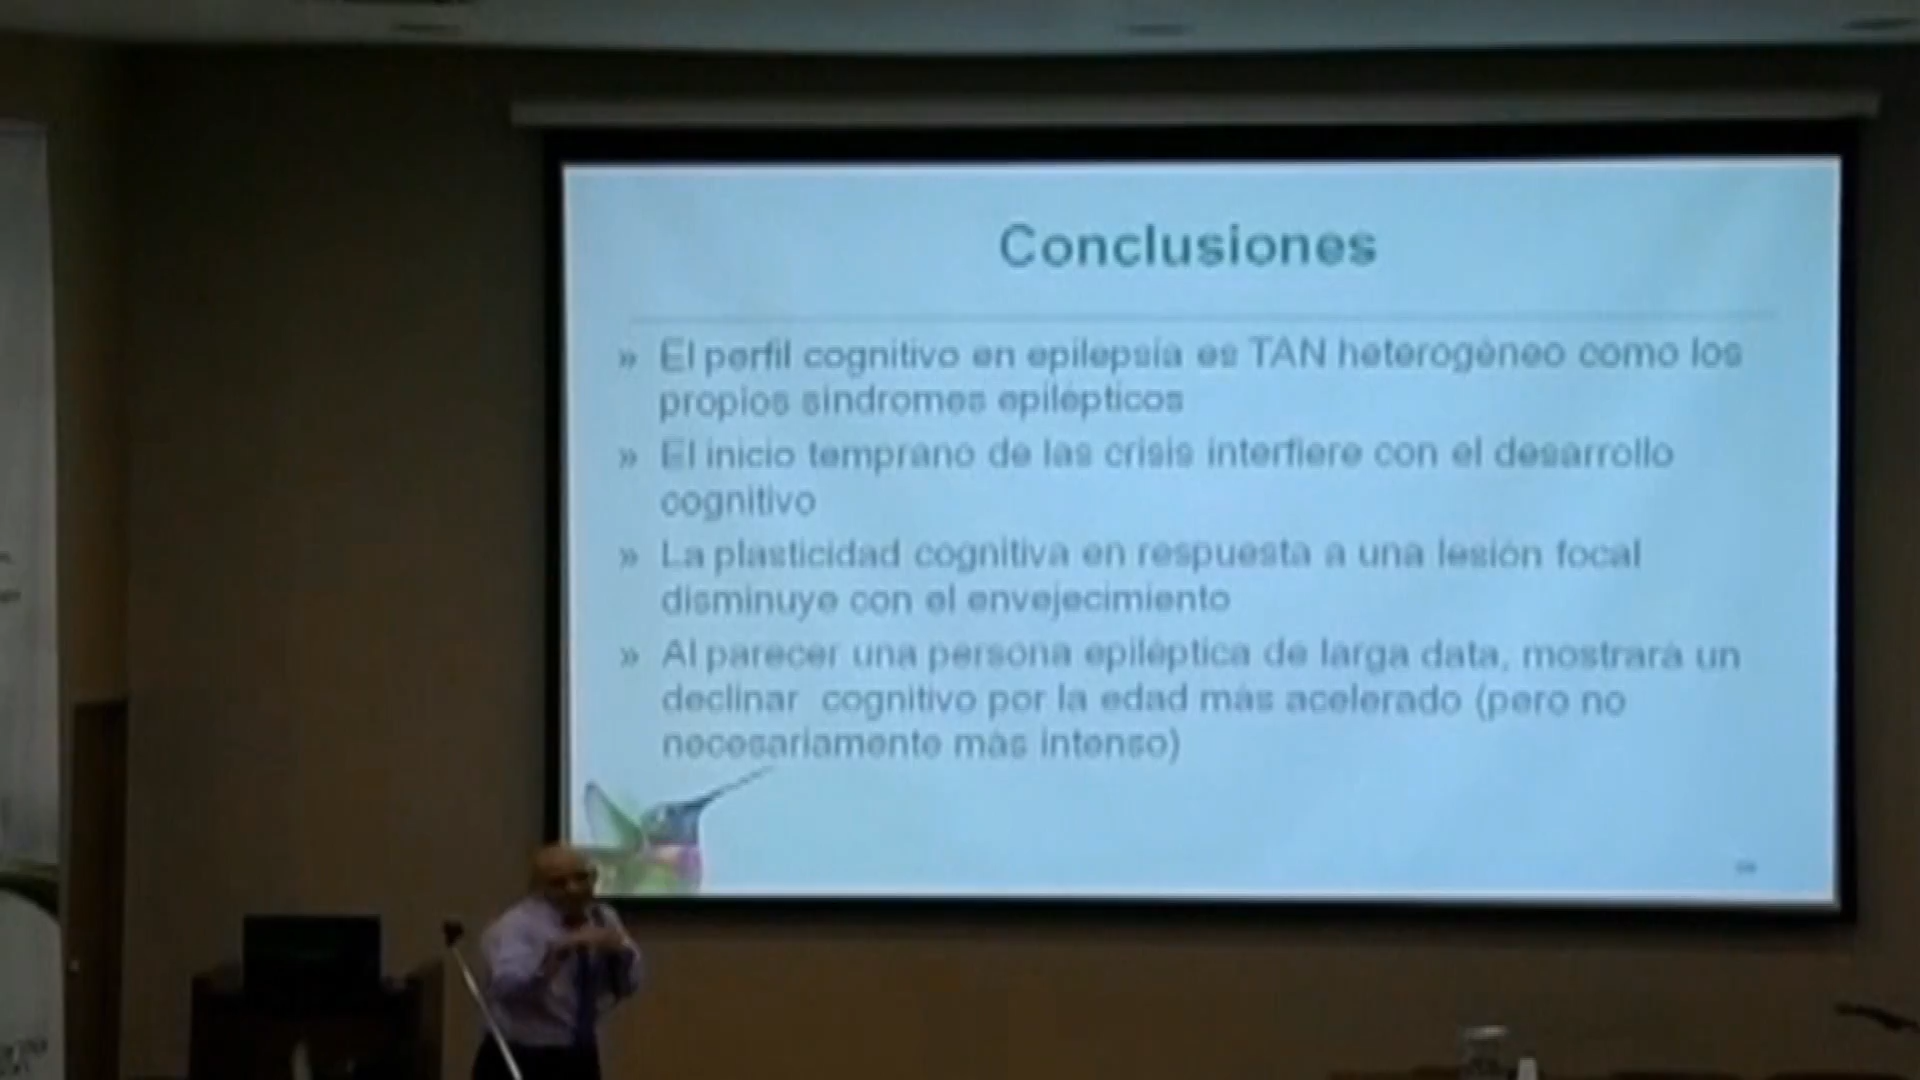 Conclusiones
» El perfil cognitivo en epilepsia es TAN heterogéneo como los
propios síndromes epilépticos
» El inicio temprano de las crisis interfiere con el desarrollo
cognitivo
» La plasticidad cognitiva en respuesta a una lesión focal
disminuye con el envejecimiento
» Al parecer una persona epiléptica de larga data, mostrará un
declinar cognitivo por la edad más acelerado (pero no
necesariamente más intenso)